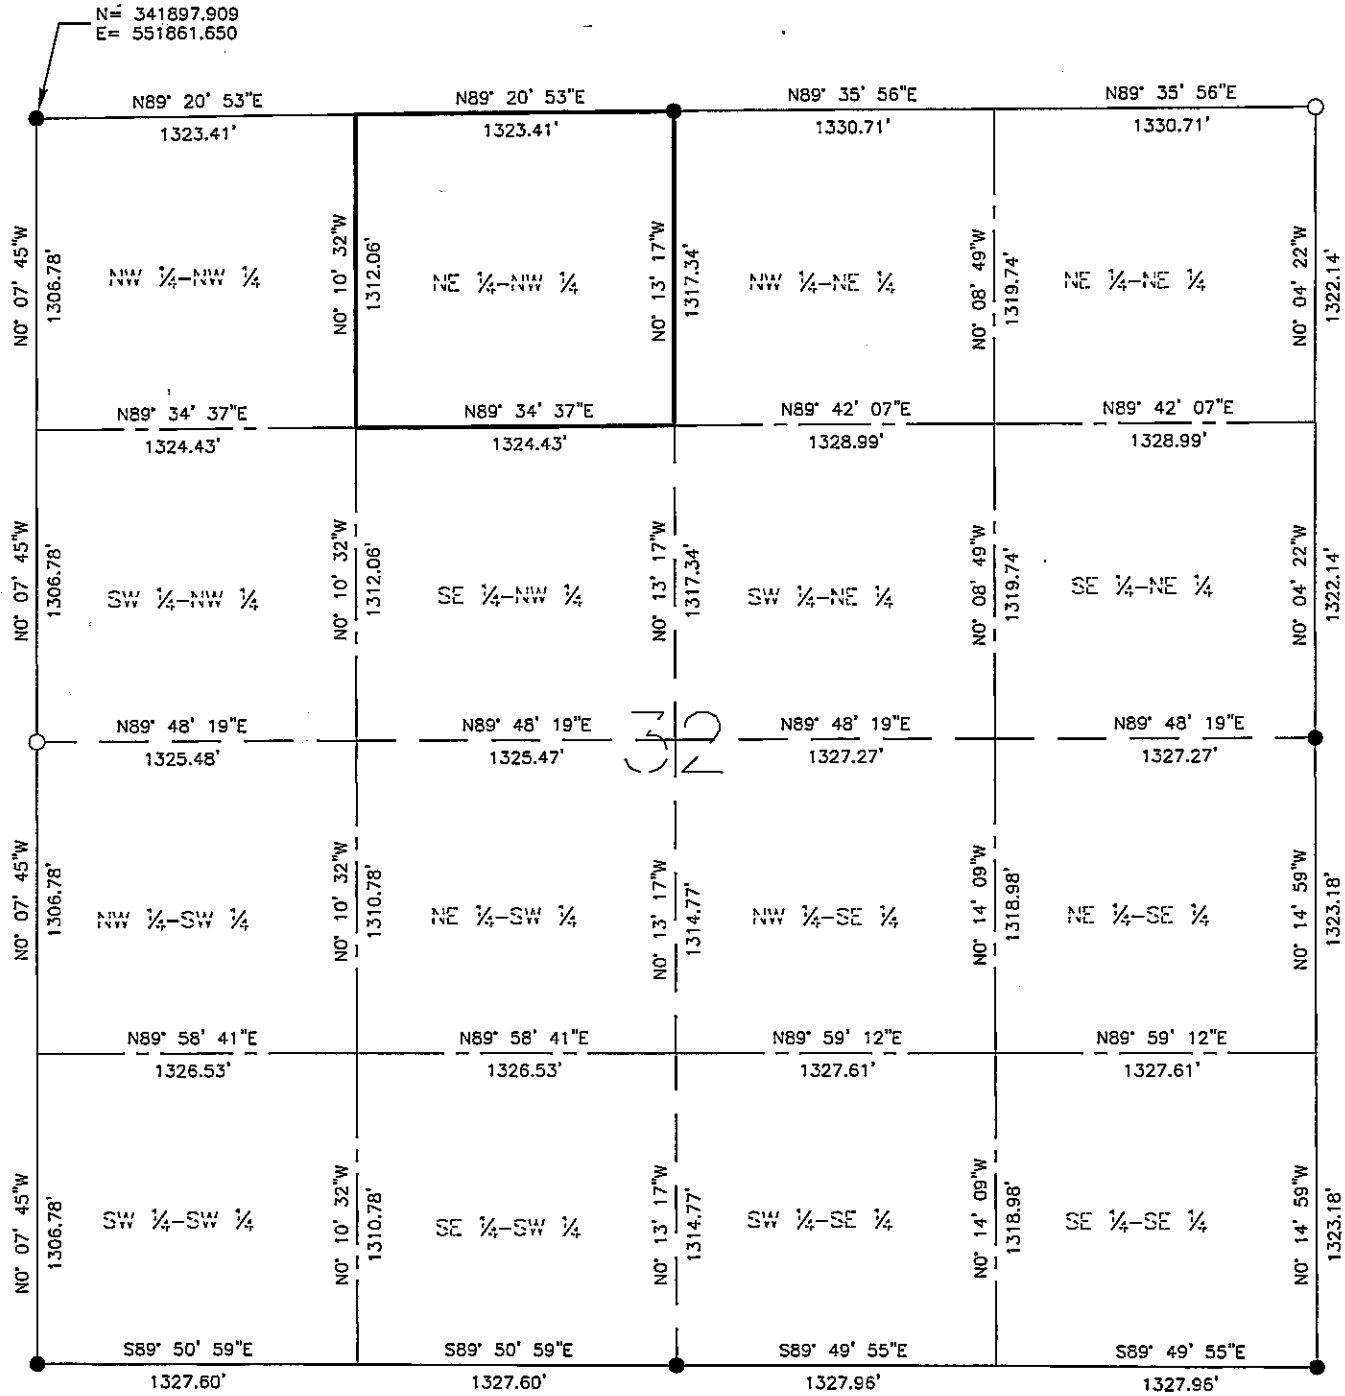 N= 341897.909
E= 551861.650
N89° 20' 53"E N89° 20' 53"E N89° 35' 56"E N89° 35' 56"E
1323.41' 1323.41' 1330.71' 1330.71'
N0° 07' 45"W 1306.78' N0° 10' 32"W 1312.06' N0° 13' 17"W 1317.34' N0° 08' 49"W 1319.74' N0° 04' 22"W 1322.14'
NW ¼-NW ¼ NE ¼-NW ¼ NW ¼-NE ¼ NE ¼-NE ¼
N89° 34' 37"E N89° 34' 37"E N89° 42' 07"E N89° 42' 07"E
1324.43' 1324.43' 1328.99' 1328.99'
N0° 07' 45"W 1306.78' N0° 10' 32"W 1312.06' N0° 13' 17"W 1317.34' N0° 08' 49"W 1319.74' N0° 04' 22"W 1322.14'
SW ¼-NW ¼ SE ¼-NW ¼ SW ¼-NE ¼ SE ¼-NE ¼
N89° 48' 19"E N89° 48' 19"E N89° 48' 19"E N89° 48' 19"E
32
1325.48' 1325.47' 1327.27' 1327.27'
N0° 07' 45"W 1306.78' N0° 10' 32"W 1310.78' N0° 13' 17"W 1314.77' N0° 14' 09"W 1318.98' N0° 14' 59"W 1323.18'
NW ¼-SW ¼ NE ¼-SW ¼ NW ¼-SE ¼ NE ¼-SE ¼
N89° 58' 41"E N89° 58' 41"E N89° 59' 12"E N89° 59' 12"E
1326.53' 1326.53' 1327.61' 1327.61'
N0° 07' 45"W 1306.78' N0° 10' 32"W 1310.78' N0° 13' 17"W 1314.77' N0° 14' 09"W 1318.98' N0° 14' 59"W 1323.18'
SW ¼-SW ¼ SE ¼-SW ¼ SW ¼-SE ¼ SE ¼-SE ¼
S89° 50' 59"E S89° 50' 59"E S89° 49' 55"E S89° 49' 55"E
1327.60' 1327.60' 1327.96' 1327.96'